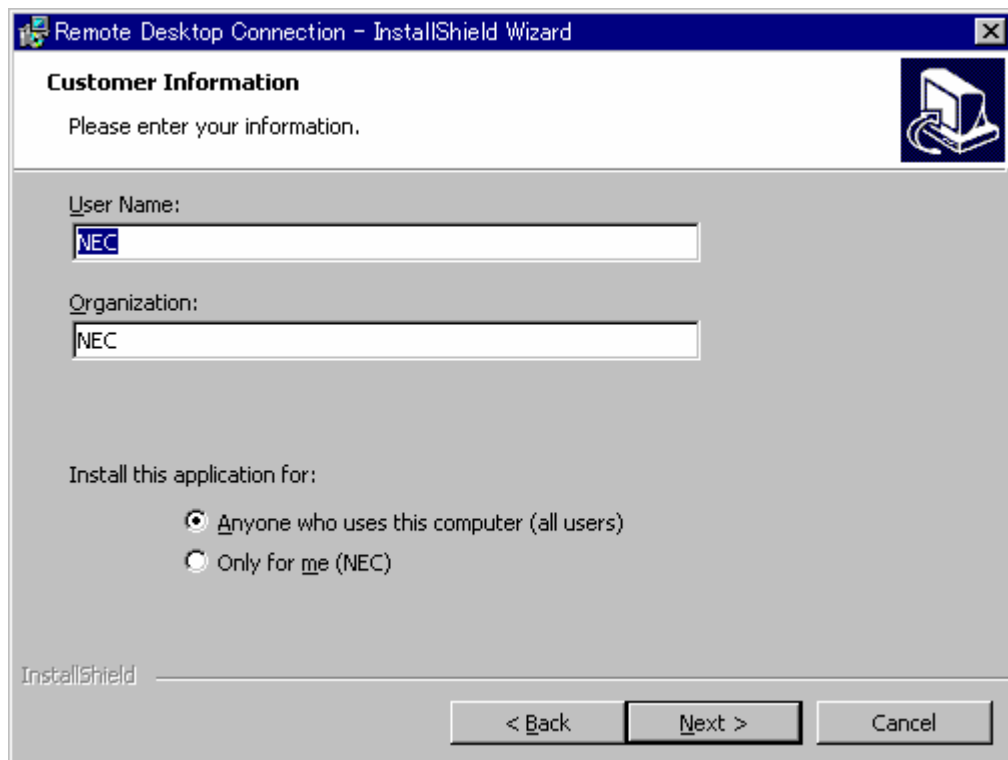 Remote Desktop Connection - InstallShield Wizard
Customer Information
Please enter your information.
User Name:
NEC
Organization:
NEC
Install this application for:
Anyone who uses this computer (all users)
Only for me (NEC)
InstallShield
< Back
Next >
Cancel